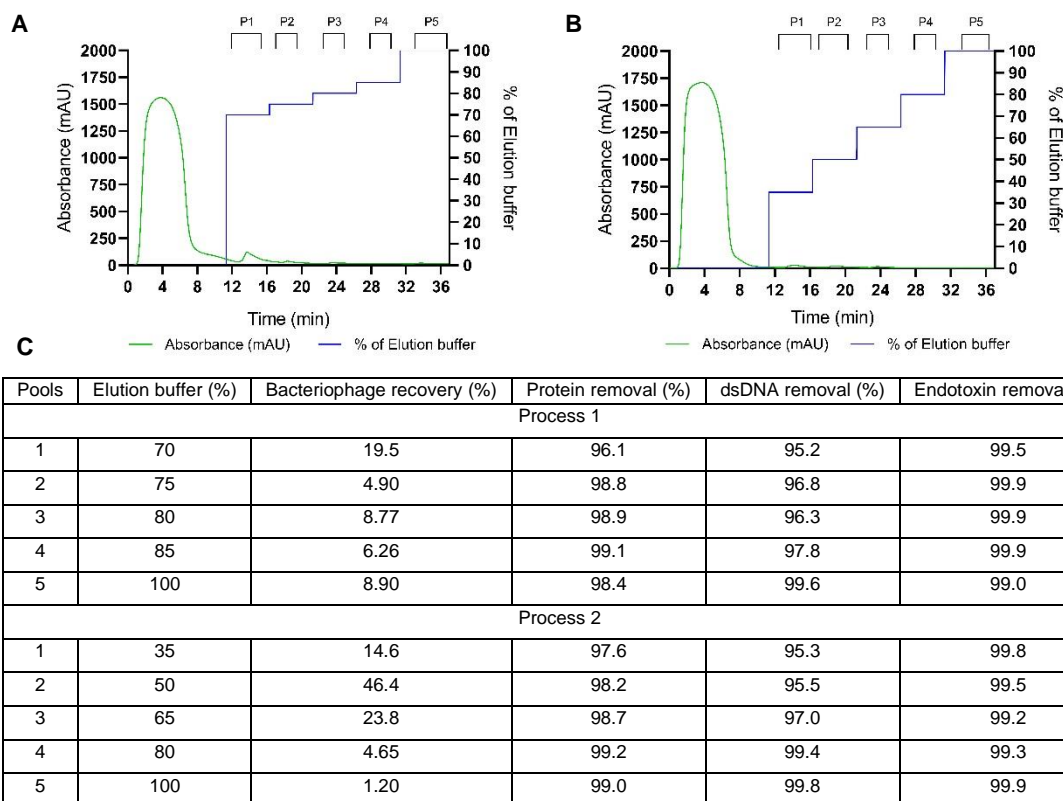 A
P1 P2 P3 P4 P5
2000
1750
1500
1250
1000
750
500
250
0
Absorbance (mAU)
100
90
80
70
60
50
40
30
20
10
0
% of Elution buffer
0 4 8 12 16 20 24 28 32 36
Time (min)
Absorbance (mAU) % of Elution buffer
B
P1 P2 P3 P4 P5
2000
1750
1500
1250
1000
750
500
250
0
Absorbance (mAU)
100
90
80
70
60
50
40
30
20
10
0
% of Elution buffer
0 4 8 12 16 20 24 28 32 36
Time (min)
Absorbance (mAU) % of Elution buffer
C
Pools Elution buffer (%) Bacteriophage recovery (%) Protein removal (%) dsDNA removal (%) Endotoxin remova
Process 1
1 70 19.5 96.1 95.2 99.5
2 75 4.90 98.8 96.8 99.9
3 80 8.77 98.9 96.3 99.9
4 85 6.26 99.1 97.8 99.9
5 100 8.90 98.4 99.6 99.0
Process 2
1 35 14.6 97.6 95.3 99.8
2 50 46.4 98.2 95.5 99.5
3 65 23.8 98.7 97.0 99.2
4 80 4.65 99.2 99.4 99.3
5 100 1.20 99.0 99.8 99.9